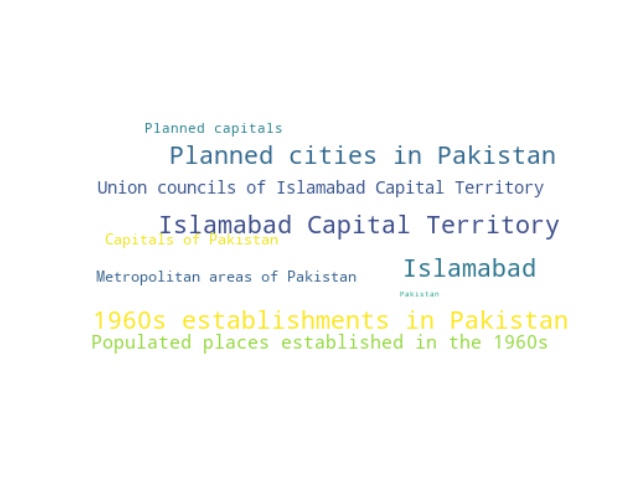 Planned capitals
Planned cities in Pakistan
Union councils of Islamabad Capital Territory
Islamabad Capital Territory
Capitals of Pakistan
Islamabad
Metropolitan areas of Pakistan
Pakistan
1960s establishments in Pakistan
Populated places established in the 1960s